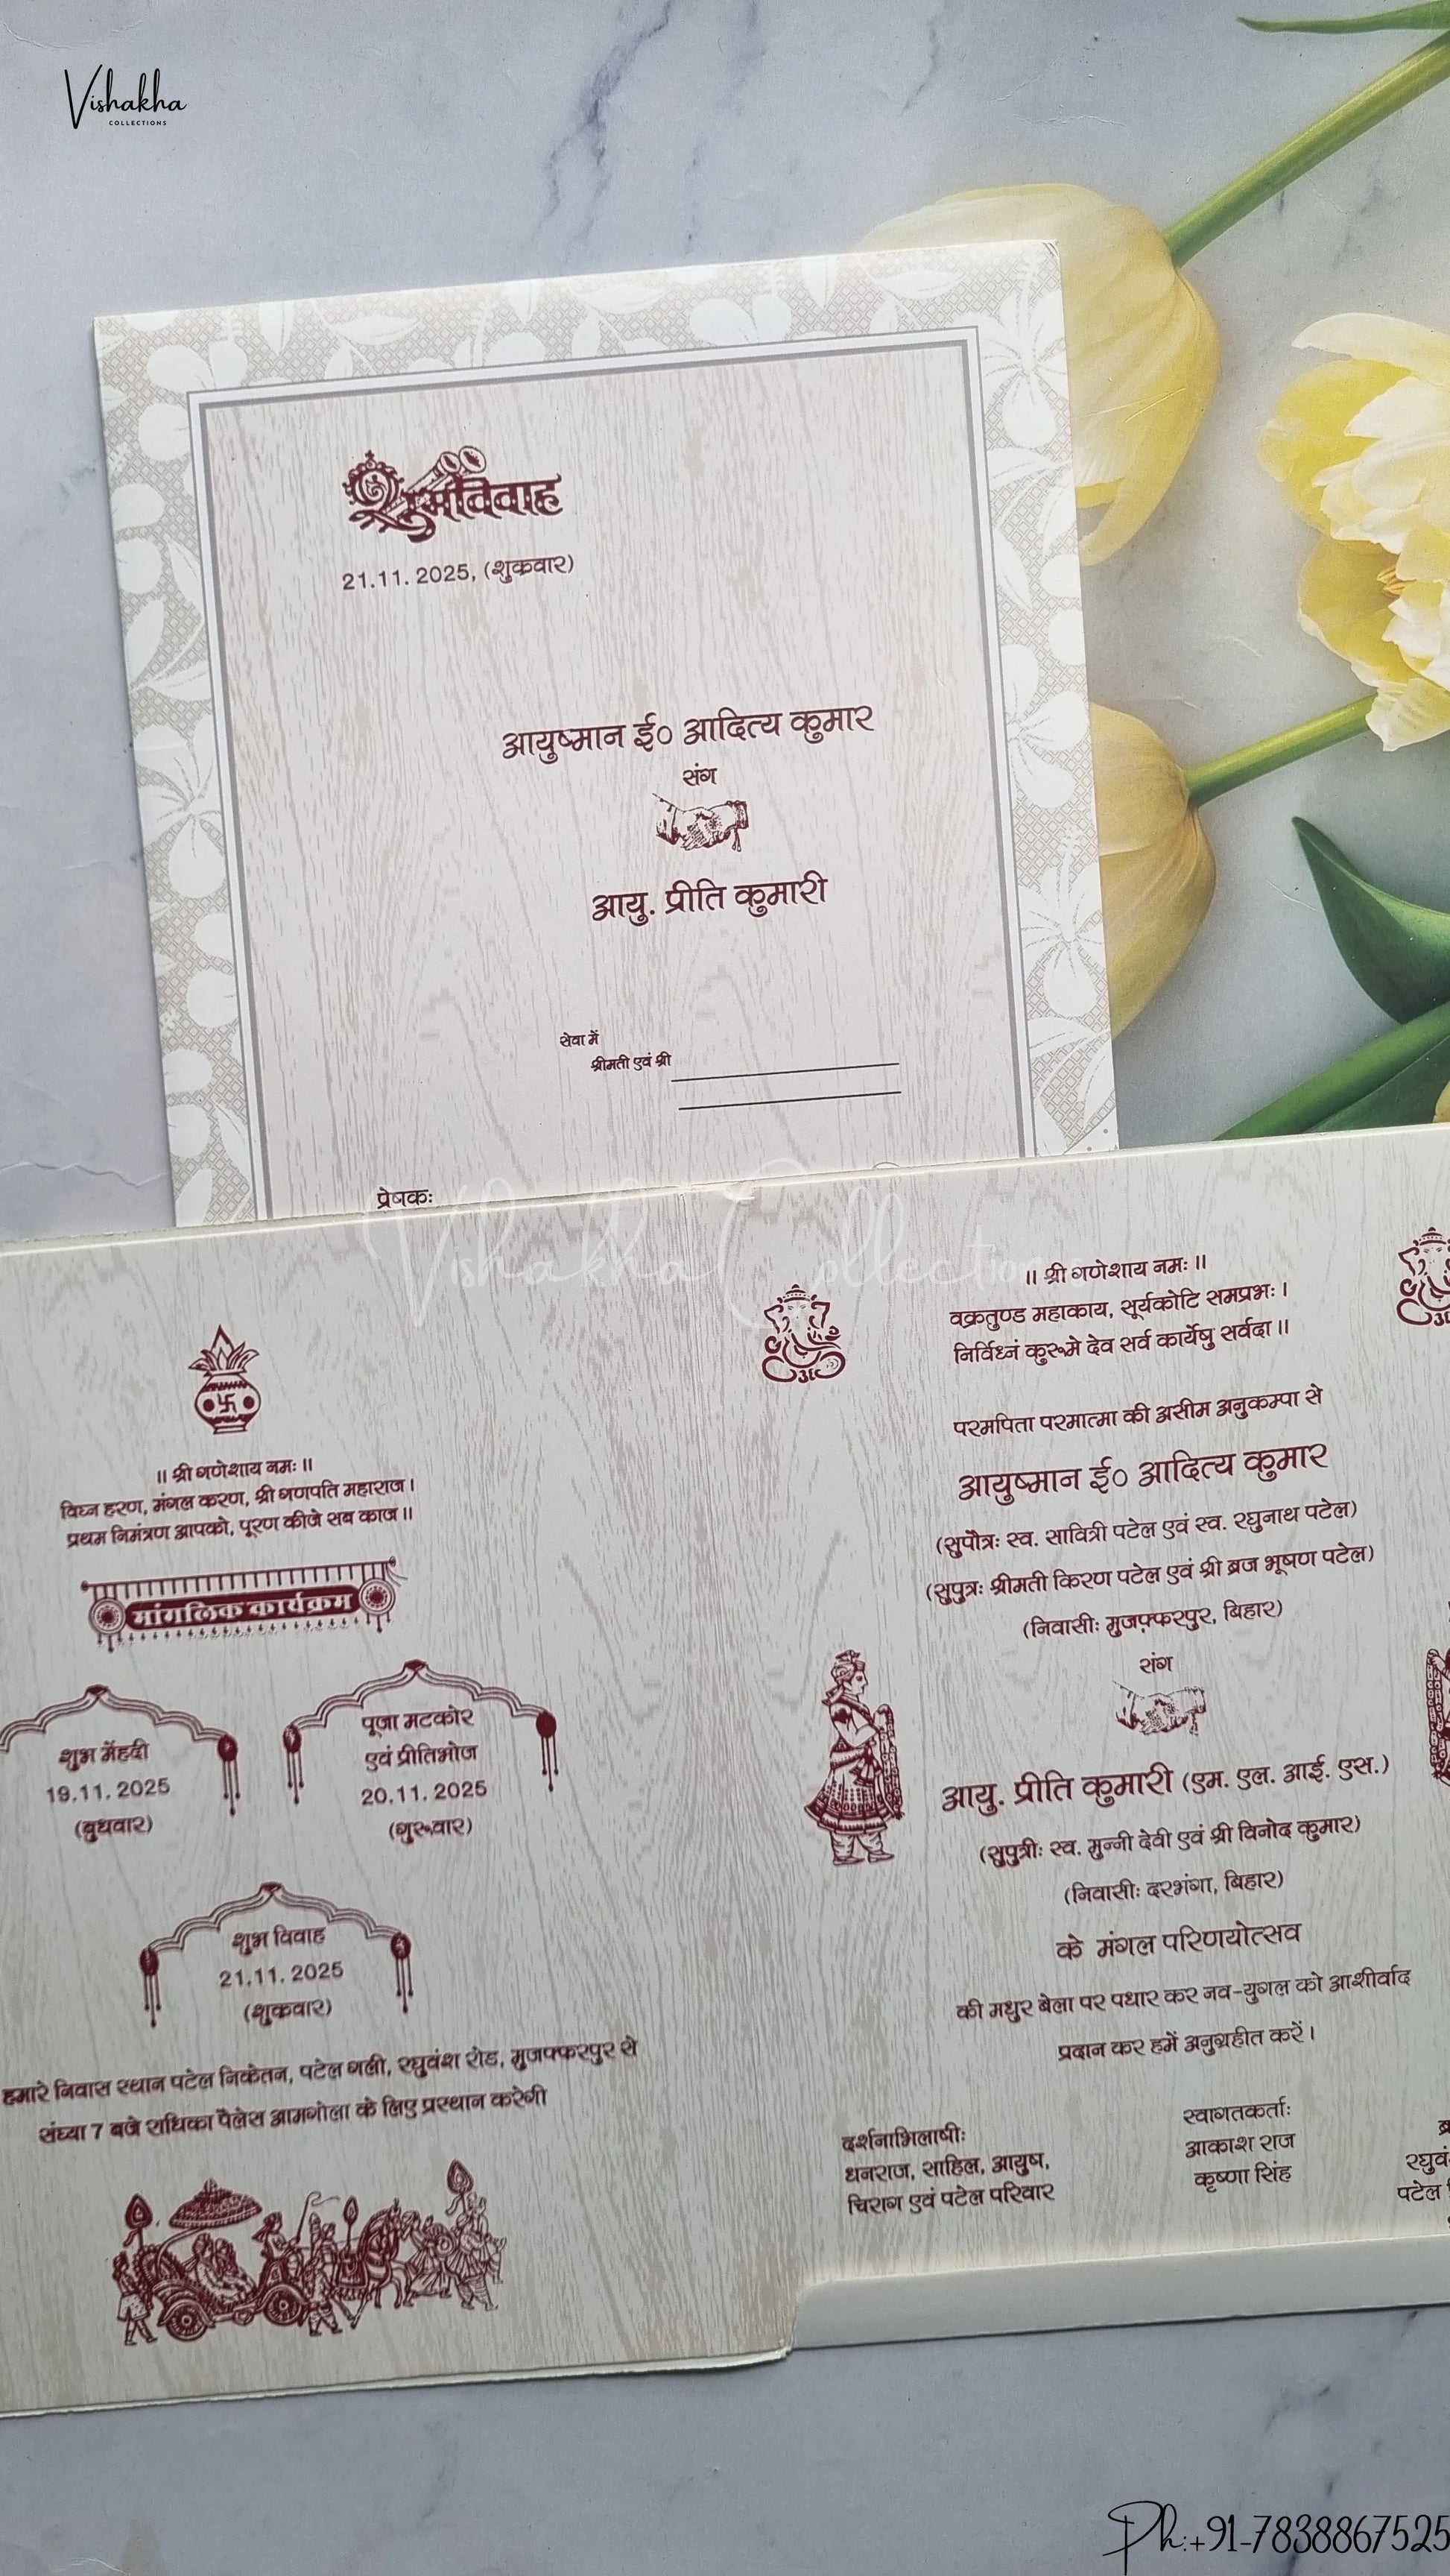 Vishakha
COLLECTIONS
शुभविवाह
21.11.2025, (शुक्रवार)
आयुष्मान ई० आदित्य कुमार
संग
आयु. प्रीति कुमारी
सेवा में
श्रीमती एवं श्री
प्रेषकः
Vishakha Collection
॥ श्री गणेशाय नमः ॥
विघ्न हरण, मंगल करण, श्री गणपति महाराज।
प्रथम निमंत्रण आपको, पूरण कीजे सब काज॥
मांगलिक कार्यक्रम
शुभ मेंहदी
19.11.2025
(बुधवार)
पूजा मटकोर
एवं प्रीतिभोज
20.11.2025
(गुरूवार)
शुभ विवाह
21.11.2025
(शुक्रवार)
हमारे निवास स्थान पटेल निकेतन, पटेल गली, रघुवंश रोड, मुजफ्फरपुर से
संध्या 7 बजे राधिका पैलेस आमगोला के लिए प्रस्थान करेगी
॥ श्री गणेशाय नमः ॥
वक्रतुण्ड महाकाय, सूर्यकोटि समप्रभः।
निर्विध्नं कुरूमे देव सर्व कार्येषु सर्वदा॥
परमपिता परमात्मा की असीम अनुकम्पा से
आयुष्मान ई० आदित्य कुमार
(सुपौत्रः स्व. सावित्री पटेल एवं स्व. रघुनाथ पटेल)
(सुपुत्रः श्रीमती किरण पटेल एवं श्री ब्रज भूषण पटेल)
(निवासीः मुजफ़्फरपुर, बिहार)
संग
आयु. प्रीति कुमारी (एम. एल. आई. एस.)
(सुपुत्रीः स्व. मुन्नी देवी एवं श्री विनोद कुमार)
(निवासीः दरभंगा, बिहार)
के मंगल परिणयोत्सव
की मधुर बेला पर पधार कर नव-युगल को आशीर्वाद
प्रदान कर हमें अनुग्रहीत करें।
दर्शनाभिलाषीः
धनराज, साहिल, आयुष,
चिराग एवं पटेल परिवार
स्वागतकर्ताः
आकाश राज
कृष्णा सिंह
पटेल
Ph:+91-7838867525